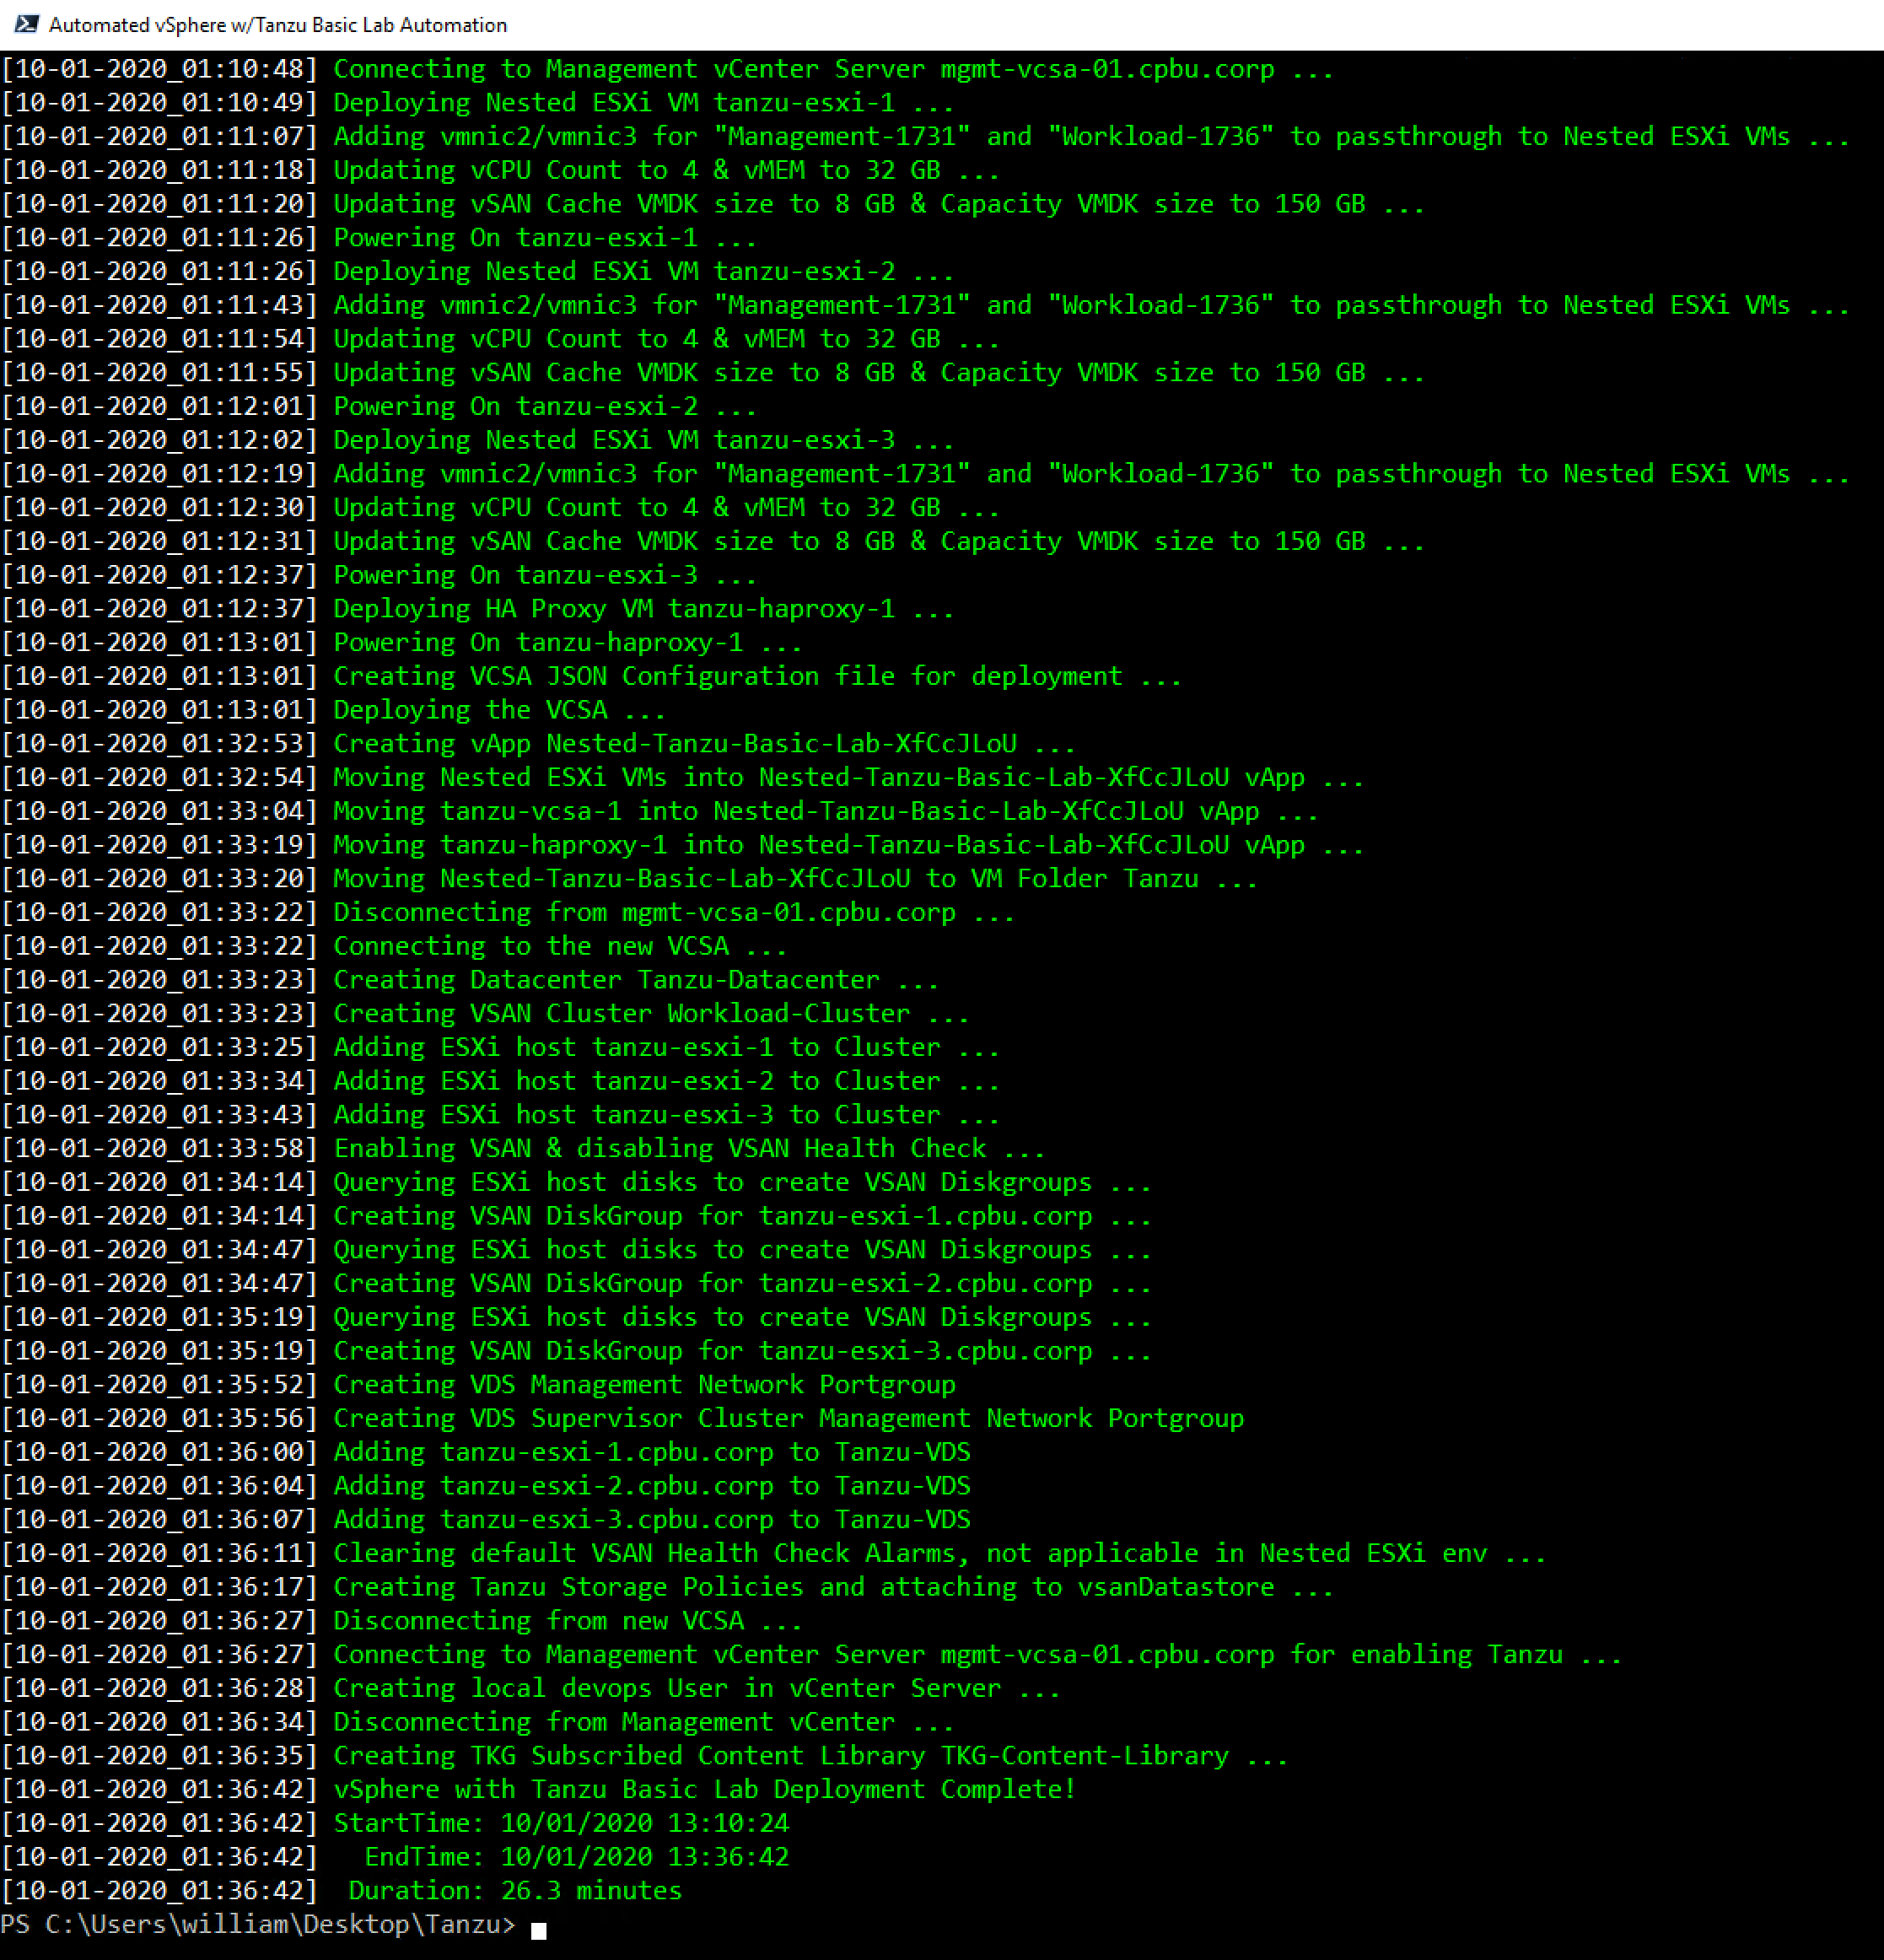 Automated vSphere w/Tanzu Basic Lab Automation
[10-01-2020_01:10:48] Connecting to Management vCenter Server mgmt-vcsa-01.cpbu.corp ...
[10-01-2020_01:10:49] Deploying Nested ESXi VM tanzu-esxi-1 ...
[10-01-2020_01:11:07] Adding vmnic2/vmnic3 for "Management-1731" and "Workload-1736" to passthrough to Nested ESXi VMs ...
[10-01-2020_01:11:18] Updating vCPU Count to 4 & vMEM to 32 GB ...
[10-01-2020_01:11:20] Updating vSAN Cache VMDK size to 8 GB & Capacity VMDK size to 150 GB ...
[10-01-2020_01:11:26] Powering On tanzu-esxi-1 ...
[10-01-2020_01:11:26] Deploying Nested ESXi VM tanzu-esxi-2 ...
[10-01-2020_01:11:43] Adding vmnic2/vmnic3 for "Management-1731" and "Workload-1736" to passthrough to Nested ESXi VMs ...
[10-01-2020_01:11:54] Updating vCPU Count to 4 & vMEM to 32 GB ...
[10-01-2020_01:11:55] Updating vSAN Cache VMDK size to 8 GB & Capacity VMDK size to 150 GB ...
[10-01-2020_01:12:01] Powering On tanzu-esxi-2 ...
[10-01-2020_01:12:02] Deploying Nested ESXi VM tanzu-esxi-3 ...
[10-01-2020_01:12:19] Adding vmnic2/vmnic3 for "Management-1731" and "Workload-1736" to passthrough to Nested ESXi VMs ...
[10-01-2020_01:12:30] Updating vCPU Count to 4 & vMEM to 32 GB ...
[10-01-2020_01:12:31] Updating vSAN Cache VMDK size to 8 GB & Capacity VMDK size to 150 GB ...
[10-01-2020_01:12:37] Powering On tanzu-esxi-3 ...
[10-01-2020_01:12:37] Deploying HA Proxy VM tanzu-haproxy-1 ...
[10-01-2020_01:13:01] Powering On tanzu-haproxy-1 ...
[10-01-2020_01:13:01] Creating VCSA JSON Configuration file for deployment ...
[10-01-2020_01:13:01] Deploying the VCSA ...
[10-01-2020_01:32:53] Creating vApp Nested-Tanzu-Basic-Lab-XfCcJLoU ...
[10-01-2020_01:32:54] Moving Nested ESXi VMs into Nested-Tanzu-Basic-Lab-XfCcJLoU vApp ...
[10-01-2020_01:33:04] Moving tanzu-vcsa-1 into Nested-Tanzu-Basic-Lab-XfCcJLoU vApp ...
[10-01-2020_01:33:19] Moving tanzu-haproxy-1 into Nested-Tanzu-Basic-Lab-XfCcJLoU vApp ...
[10-01-2020_01:33:20] Moving Nested-Tanzu-Basic-Lab-XfCcJLoU to VM Folder Tanzu ...
[10-01-2020_01:33:22] Disconnecting from mgmt-vcsa-01.cpbu.corp ...
[10-01-2020_01:33:22] Connecting to the new VCSA ...
[10-01-2020_01:33:23] Creating Datacenter Tanzu-Datacenter ...
[10-01-2020_01:33:23] Creating VSAN Cluster Workload-Cluster ...
[10-01-2020_01:33:25] Adding ESXi host tanzu-esxi-1 to Cluster ...
[10-01-2020_01:33:34] Adding ESXi host tanzu-esxi-2 to Cluster ...
[10-01-2020_01:33:43] Adding ESXi host tanzu-esxi-3 to Cluster ...
[10-01-2020_01:33:58] Enabling VSAN & disabling VSAN Health Check ...
[10-01-2020_01:34:14] Querying ESXi host disks to create VSAN Diskgroups ...
[10-01-2020_01:34:14] Creating VSAN DiskGroup for tanzu-esxi-1.cpbu.corp ...
[10-01-2020_01:34:47] Querying ESXi host disks to create VSAN Diskgroups ...
[10-01-2020_01:34:47] Creating VSAN DiskGroup for tanzu-esxi-2.cpbu.corp ...
[10-01-2020_01:35:19] Querying ESXi host disks to create VSAN Diskgroups ...
[10-01-2020_01:35:19] Creating VSAN DiskGroup for tanzu-esxi-3.cpbu.corp ...
[10-01-2020_01:35:52] Creating VDS Management Network Portgroup
[10-01-2020_01:35:56] Creating VDS Supervisor Cluster Management Network Portgroup
[10-01-2020_01:36:00] Adding tanzu-esxi-1.cpbu.corp to Tanzu-VDS
[10-01-2020_01:36:04] Adding tanzu-esxi-2.cpbu.corp to Tanzu-VDS
[10-01-2020_01:36:07] Adding tanzu-esxi-3.cpbu.corp to Tanzu-VDS
[10-01-2020_01:36:11] Clearing default VSAN Health Check Alarms, not applicable in Nested ESXi env ...
[10-01-2020_01:36:17] Creating Tanzu Storage Policies and attaching to vsanDatastore ...
[10-01-2020_01:36:27] Disconnecting from new VCSA ...
[10-01-2020_01:36:27] Connecting to Management vCenter Server mgmt-vcsa-01.cpbu.corp for enabling Tanzu ...
[10-01-2020_01:36:28] Creating local devops User in vCenter Server ...
[10-01-2020_01:36:34] Disconnecting from Management vCenter ...
[10-01-2020_01:36:35] Creating TKG Subscribed Content Library TKG-Content-Library ...
[10-01-2020_01:36:42] vSphere with Tanzu Basic Lab Deployment Complete!
[10-01-2020_01:36:42] StartTime: 10/01/2020 13:10:24
[10-01-2020_01:36:42]   EndTime: 10/01/2020 13:36:42
[10-01-2020_01:36:42]  Duration: 26.3 minutes
PS C:\Users\william\Desktop\Tanzu>